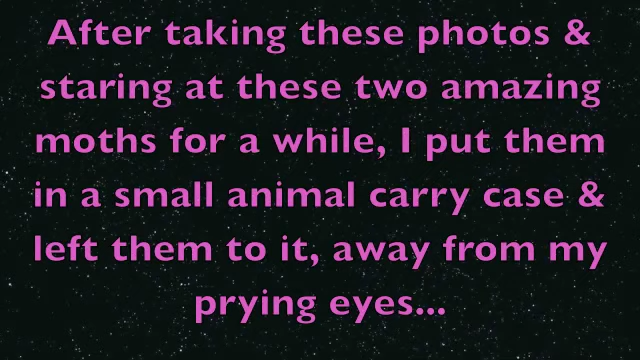 After taking these photos &
staring at these two amazing
moths for a while, I put them
in a small animal carry case &
left them to it, away from my
prying eyes...